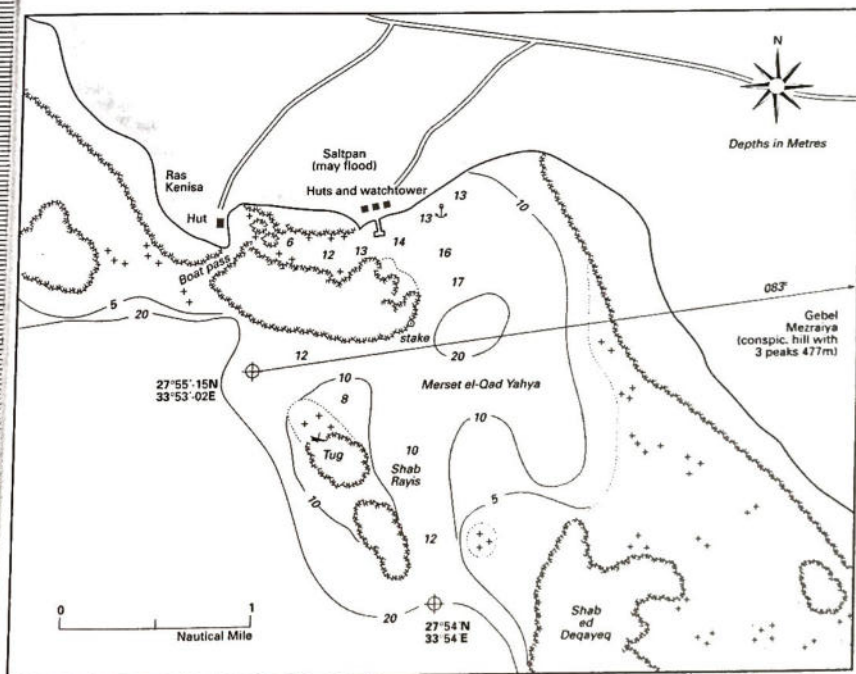 N
Depths in Metres
Saltpan
(may flood)
Huts and watchtower
Ras
Kenisa
Hut
13
13
10
6
12
13
14
16
17
Boat pass
083°
5
20
stake
20
Gebel
Mezraiya
(conspic. hill with
3 peaks 477m)
12
27°55'·15N
33°53'·02E
10
8
Merset el-Qad Yahya
10
Tug
10
Shab
Rayis
10
5
12
0
1
Nautical Mile
20
27°54'N
33°54'E
Shab
ed
Deqayeq